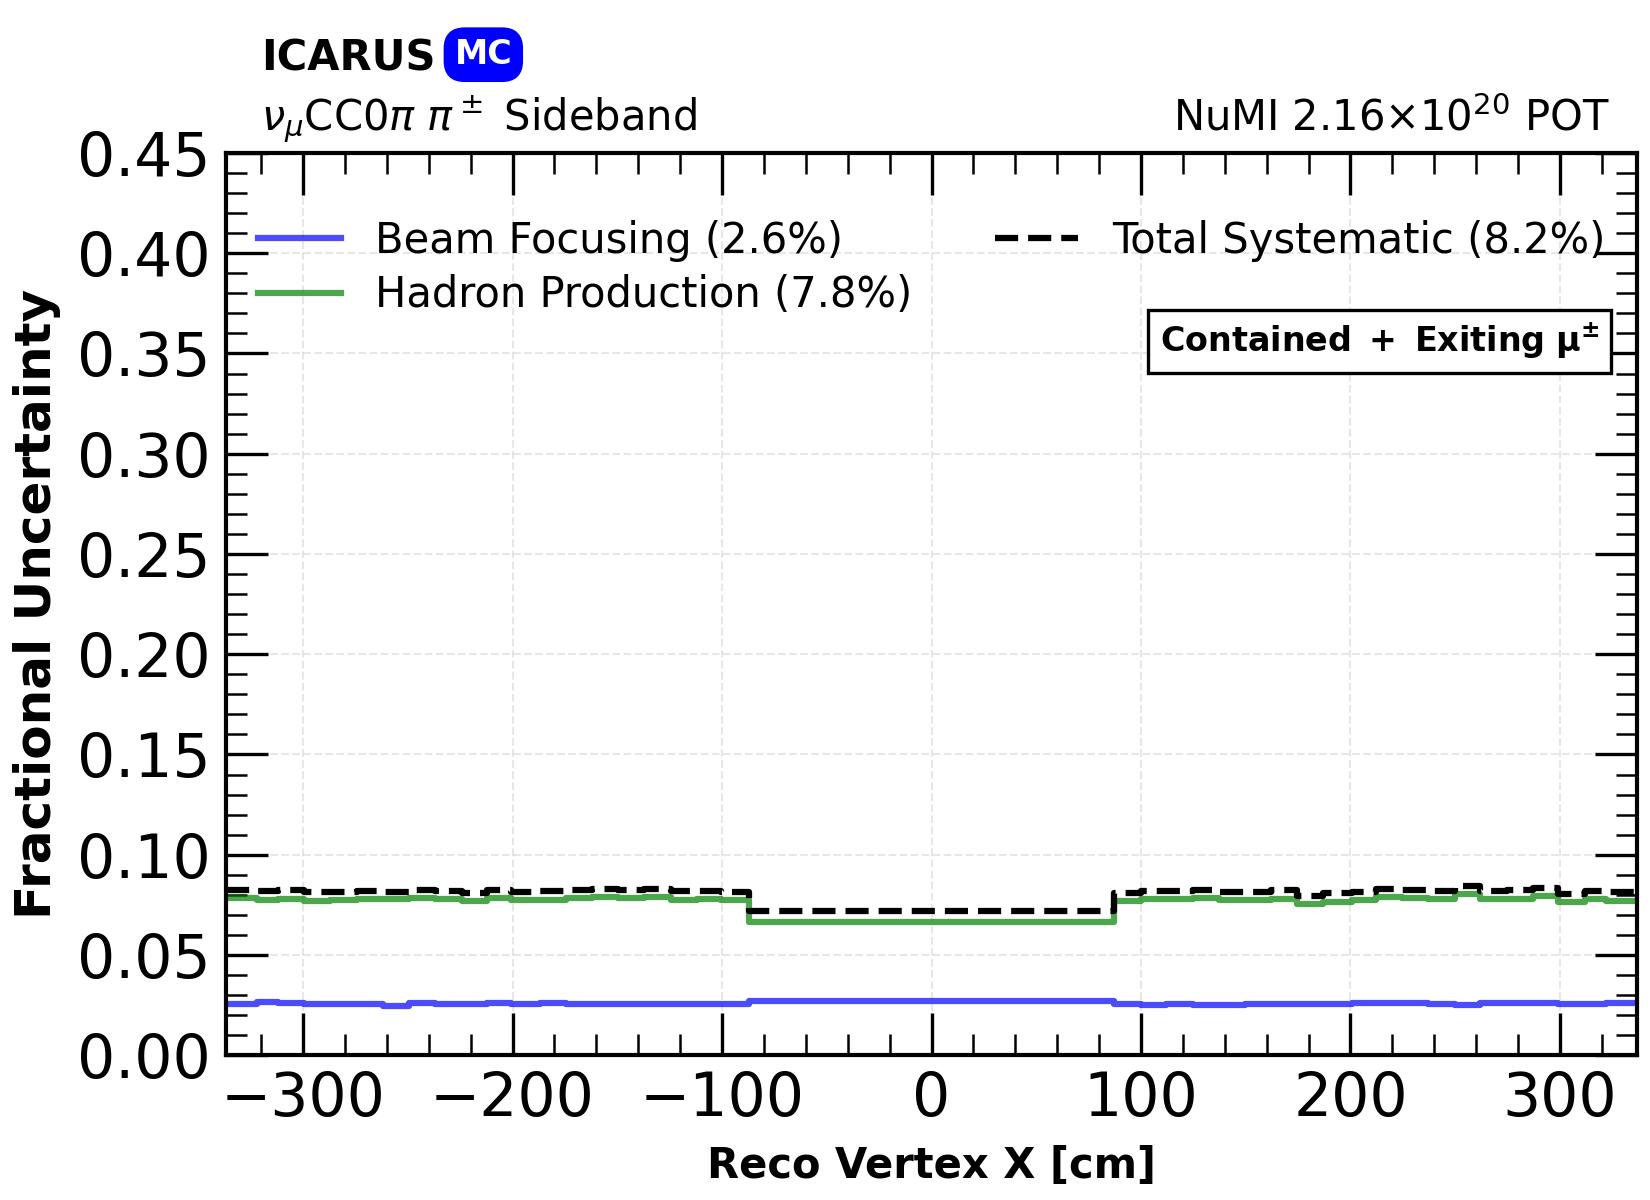 ICARUS MC
νμCC0π π± Sideband
NuMI 2.16×10²⁰ POT
0.45
0.40
0.35
0.30
0.25
0.20
0.15
0.10
0.05
0.00
Fractional Uncertainty
Beam Focusing (2.6%)
Hadron Production (7.8%)
Total Systematic (8.2%)
Contained + Exiting μ±
−300 −200 −100 0 100 200 300
Reco Vertex X [cm]